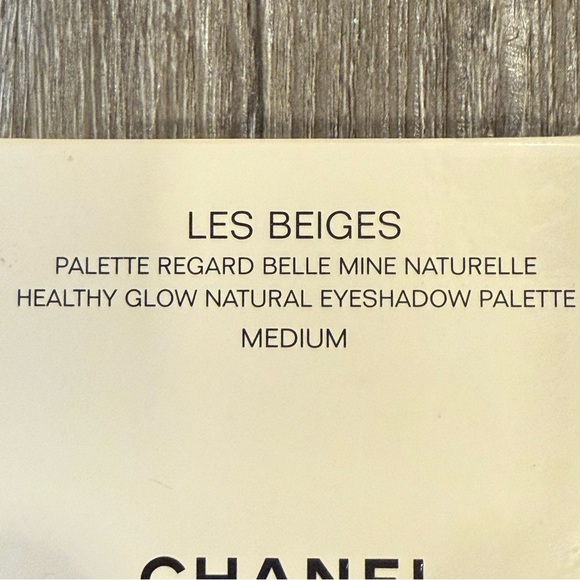 LES BEIGES
PALETTE REGARD BELLE MINE NATURELLE
HEALTHY GLOW NATURAL EYESHADOW PALETTE
MEDIUM
CHANEL